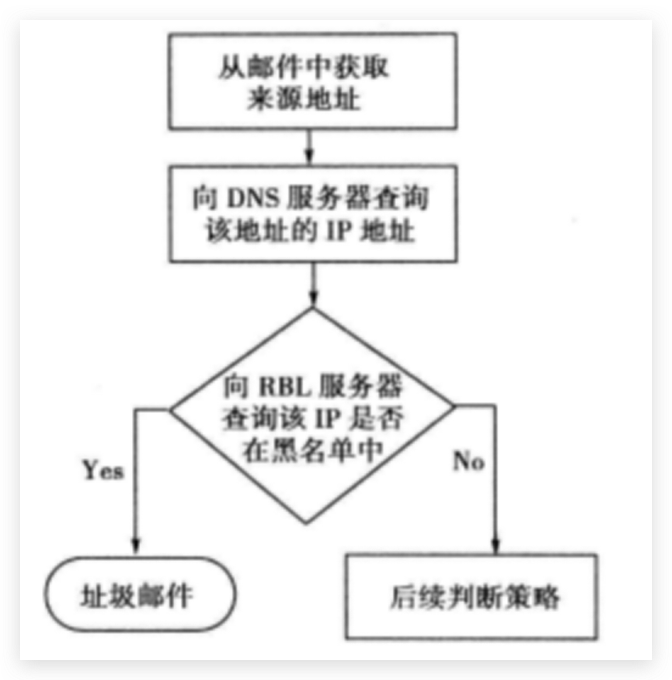 从邮件中获取
来源地址
向 DNS 服务器查询
该地址的 IP 地址
向 RBL 服务器
查询该 IP 是否
在黑名单中
Yes
No
址圾邮件
后续判断策略